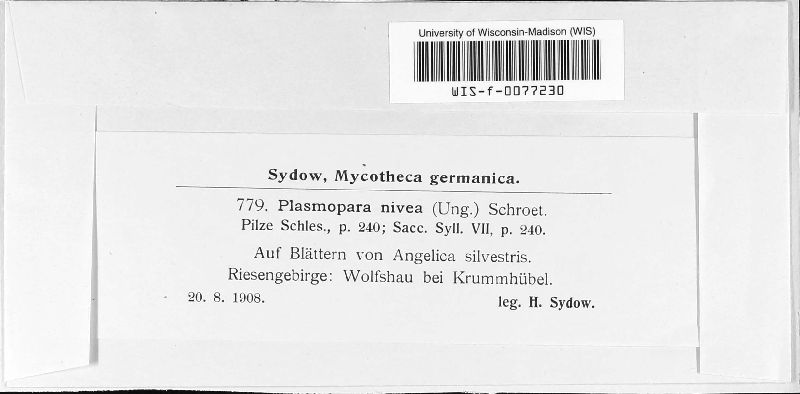 University of Wisconsin-Madison (WIS)
WIS-f-0077230
Sydow, Mycotheca germanica.
779. Plasmopara nivea (Ung.) Schroet.
Pilze Schles., p. 240; Sacc. Syll. VII, p. 240.
Auf Blättern von Angelica silvestris.
Riesengebirge: Wolfshau bei Krummhübel.
20. 8. 1908. leg. H. Sydow.